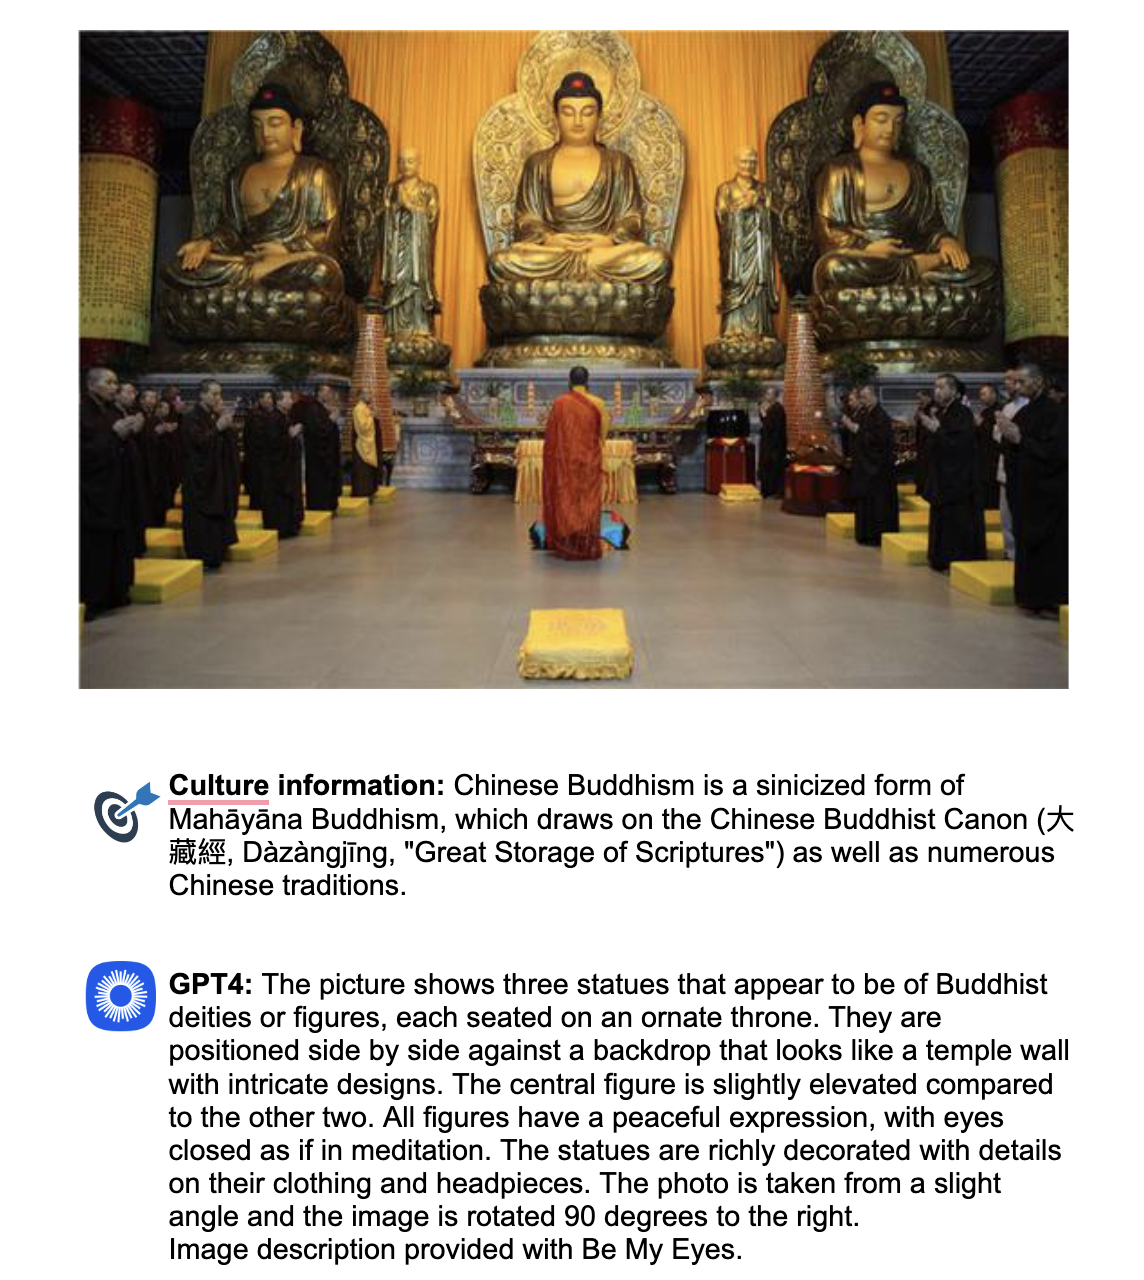 Culture information: Chinese Buddhism is a sinicized form of
Mahāyāna Buddhism, which draws on the Chinese Buddhist Canon (大
藏經, Dàzàngjīng, "Great Storage of Scriptures") as well as numerous
Chinese traditions.
GPT4: The picture shows three statues that appear to be of Buddhist
deities or figures, each seated on an ornate throne. They are
positioned side by side against a backdrop that looks like a temple wall
with intricate designs. The central figure is slightly elevated compared
to the other two. All figures have a peaceful expression, with eyes
closed as if in meditation. The statues are richly decorated with details
on their clothing and headpieces. The photo is taken from a slight
angle and the image is rotated 90 degrees to the right.
Image description provided with Be My Eyes.